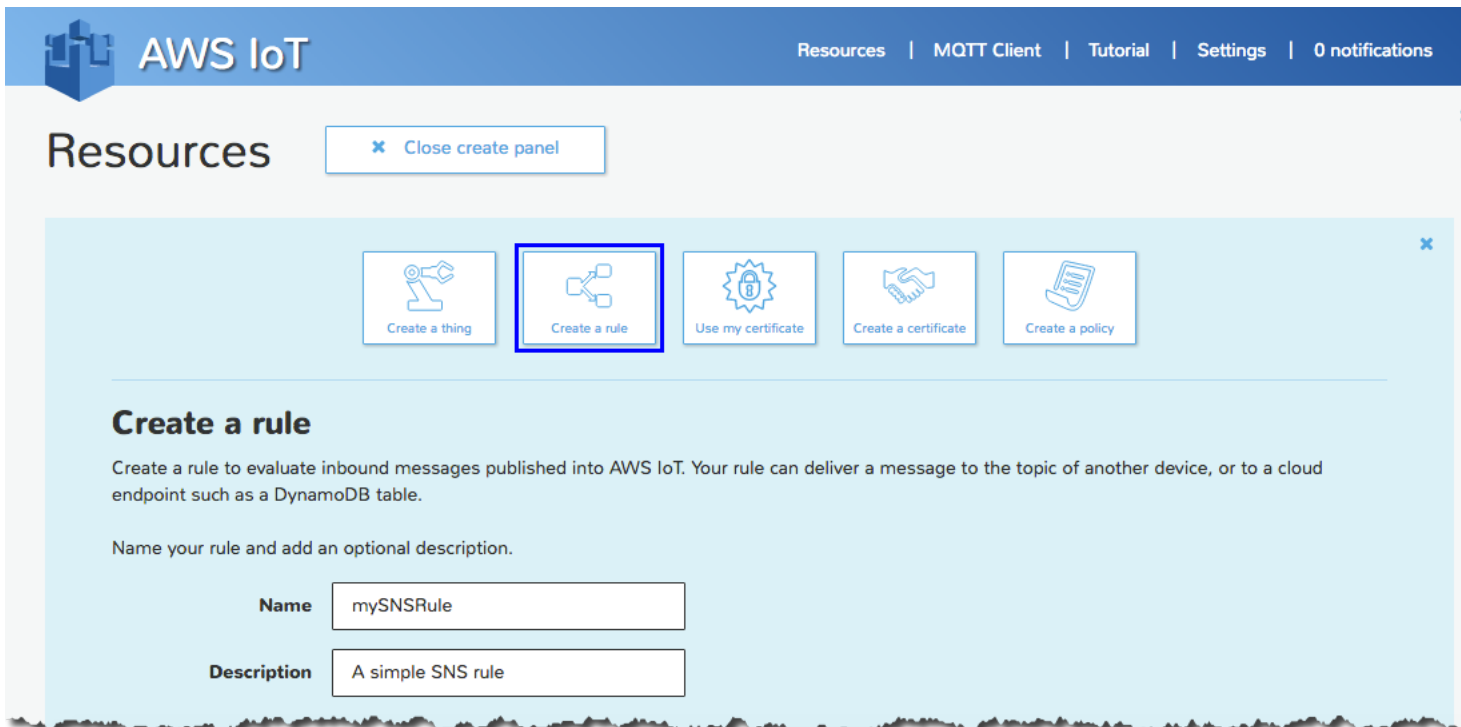 AWS IoT
Resources | MQTT Client | Tutorial | Settings | 0 notifications
Resources
✖ Close create panel
✖
Create a thing
Create a rule
Use my certificate
Create a certificate
Create a policy
Create a rule
Create a rule to evaluate inbound messages published into AWS IoT. Your rule can deliver a message to the topic of another device, or to a cloud
endpoint such as a DynamoDB table.
Name your rule and add an optional description.
Name mySNSRule
Description A simple SNS rule